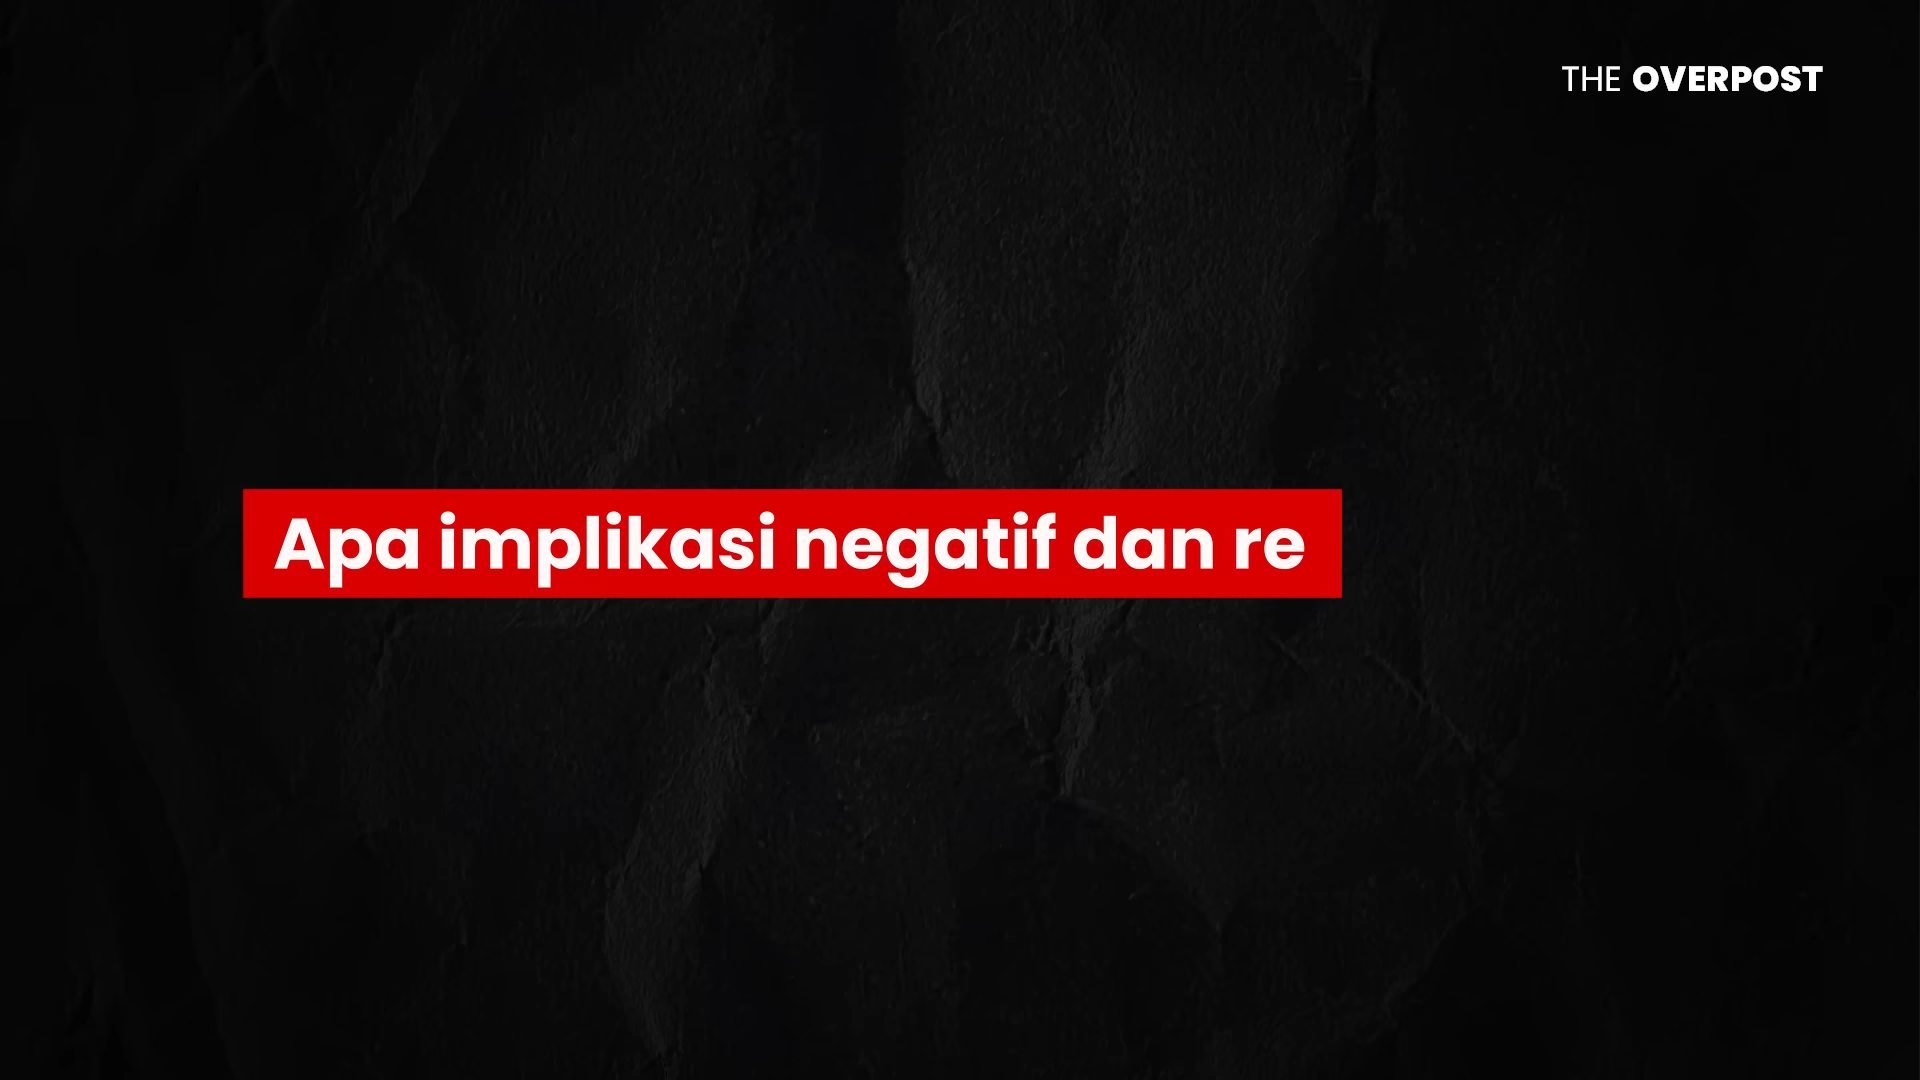 THE OVERPOST
Apa implikasi negatif dan re